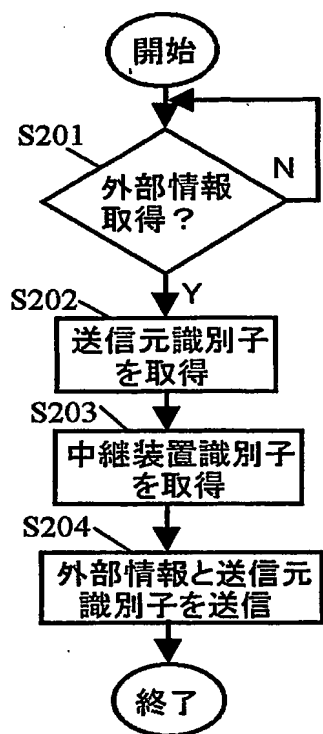 開始
S201
外部情報
取得?
N
Y
S202
送信元識別子
を取得
S203
中継装置識別子
を取得
S204
外部情報と送信元
識別子を送信
終了